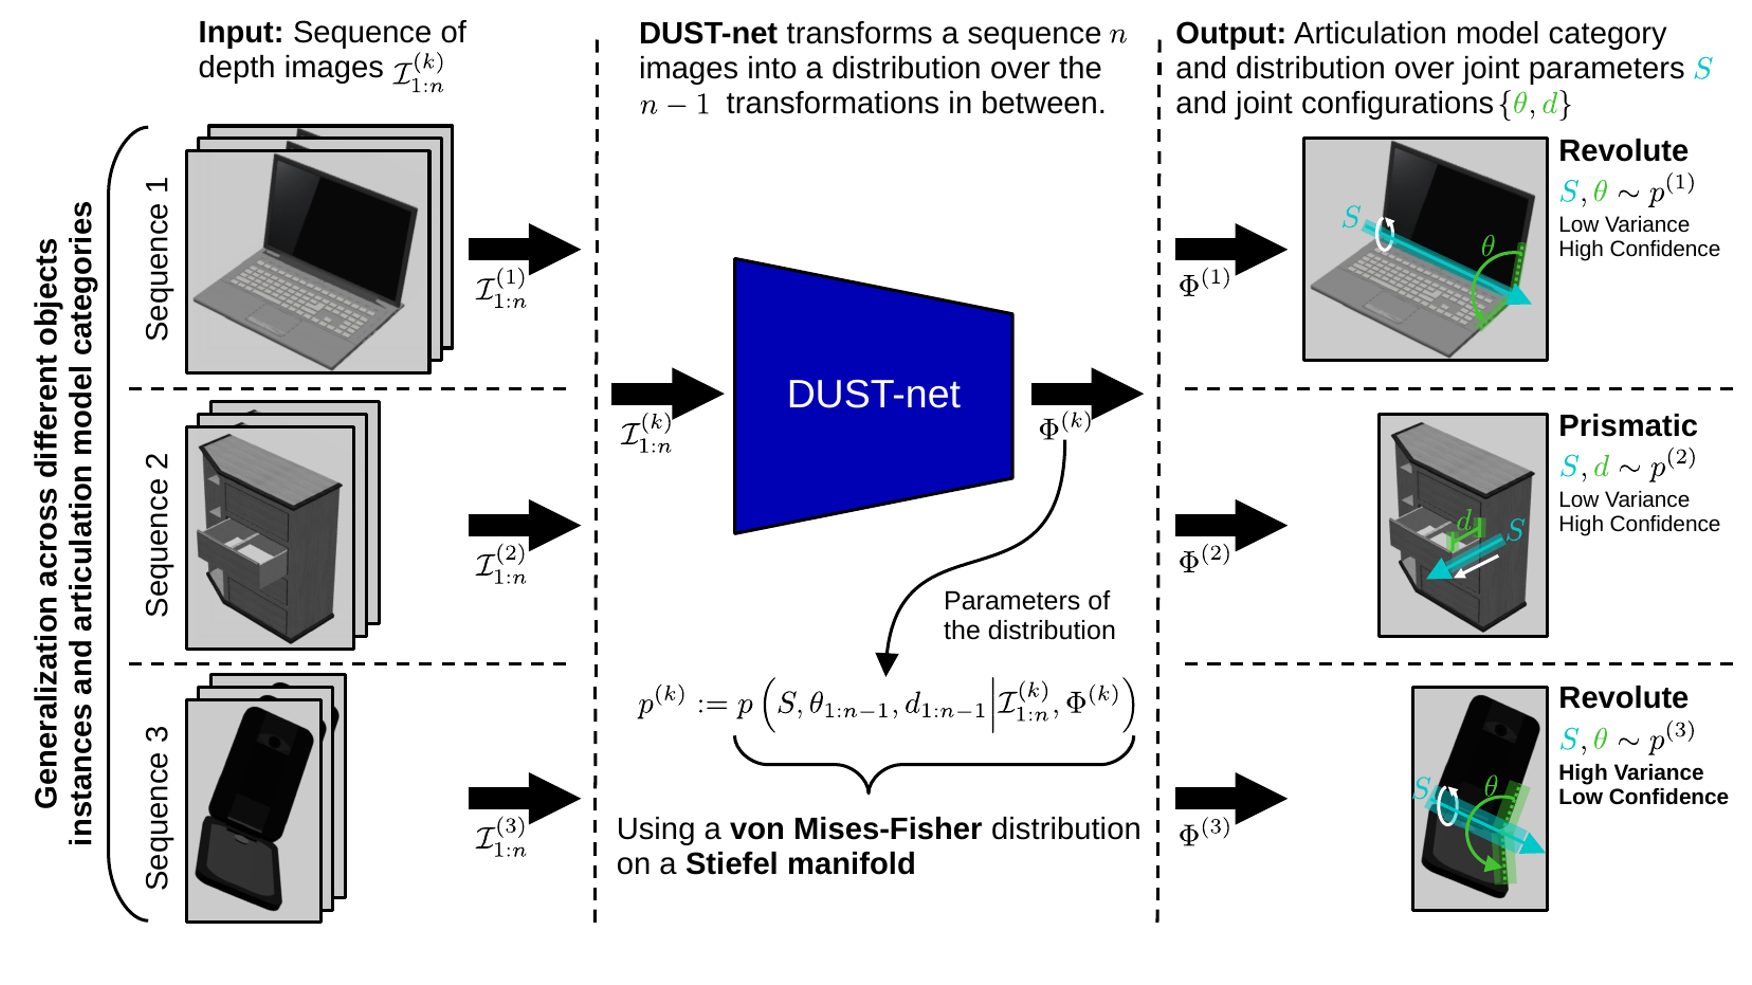 Input: Sequence of
depth images $\mathcal{I}_{1:n}^{(k)}$
DUST-net transforms a sequence $n$
images into a distribution over the
$n-1$ transformations in between.
Output: Articulation model category
and distribution over joint parameters $S$
and joint configurations $\{\theta, d\}$
Generalization across different objects
instances and articulation model categories
Sequence 1
$\mathcal{I}_{1:n}^{(1)}$
Sequence 2
$\mathcal{I}_{1:n}^{(2)}$
Sequence 3
$\mathcal{I}_{1:n}^{(3)}$
$\mathcal{I}_{1:n}^{(k)}$
DUST-net
$\Phi^{(k)}$
Parameters of
the distribution
$p^{(k)} := p\left(S, \theta_{1:n-1}, d_{1:n-1} \middle| \mathcal{I}_{1:n}^{(k)}, \Phi^{(k)}\right)$
Using a von Mises-Fisher distribution
on a Stiefel manifold
$\Phi^{(1)}$
$S$
$\theta$
Revolute
$S, \theta \sim p^{(1)}$
Low Variance
High Confidence
$\Phi^{(2)}$
$d$
$S$
Prismatic
$S, d \sim p^{(2)}$
Low Variance
High Confidence
$\Phi^{(3)}$
$S$
$\theta$
Revolute
$S, \theta \sim p^{(3)}$
High Variance
Low Confidence